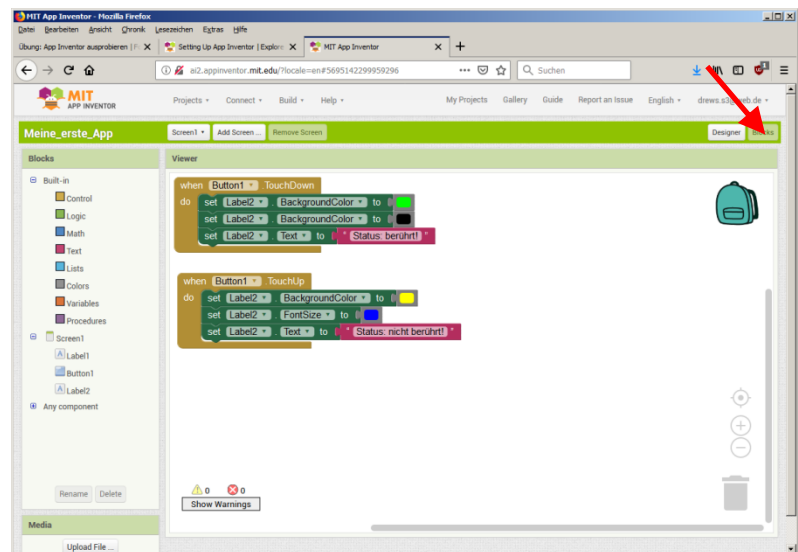 MIT App Inventor - Mozilla Firefox
Datei Bearbeiten Ansicht Chronik Lesezeichen Extras Hilfe
Übung: App Inventor ausprobieren | Setting Up App Inventor | Explore MIT App Inventor
ai2.appinventor.mit.edu/?locale=en#5695142299959296 Suchen
MIT APP INVENTOR Projects Connect Build Help My Projects Gallery Guide Report an Issue English
Meine_erste_App Screen1 Add Screen ... Remove Screen Designer Blocks
Blocks Viewer
Built-in
Control
Logic
Math
Text
Lists
Colors
Variables
Procedures
Screen1
Label1
Button1
Label2
Any component
Rename Delete
Media
Upload File ...
when Button1 .TouchDown
do set Label2 . BackgroundColor to
set Label2 . BackgroundColor to
set Label2 . Text to " Status: berührt! "
when Button1 .TouchUp
do set Label2 . BackgroundColor to
set Label2 . FontSize to
set Label2 . Text to " Status: nicht berührt! "
0 0
Show Warnings